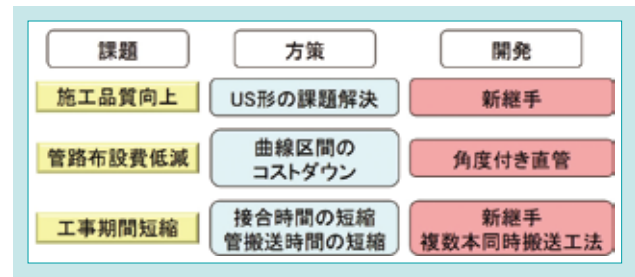 課題 方策 開発
施工品質向上 US形の課題解決 新継手
管路布設費低減 曲線区間の
コストダウン 角度付き直管
工事期間短縮 接合時間の短縮
管搬送時間の短縮 新継手
複数本同時搬送工法